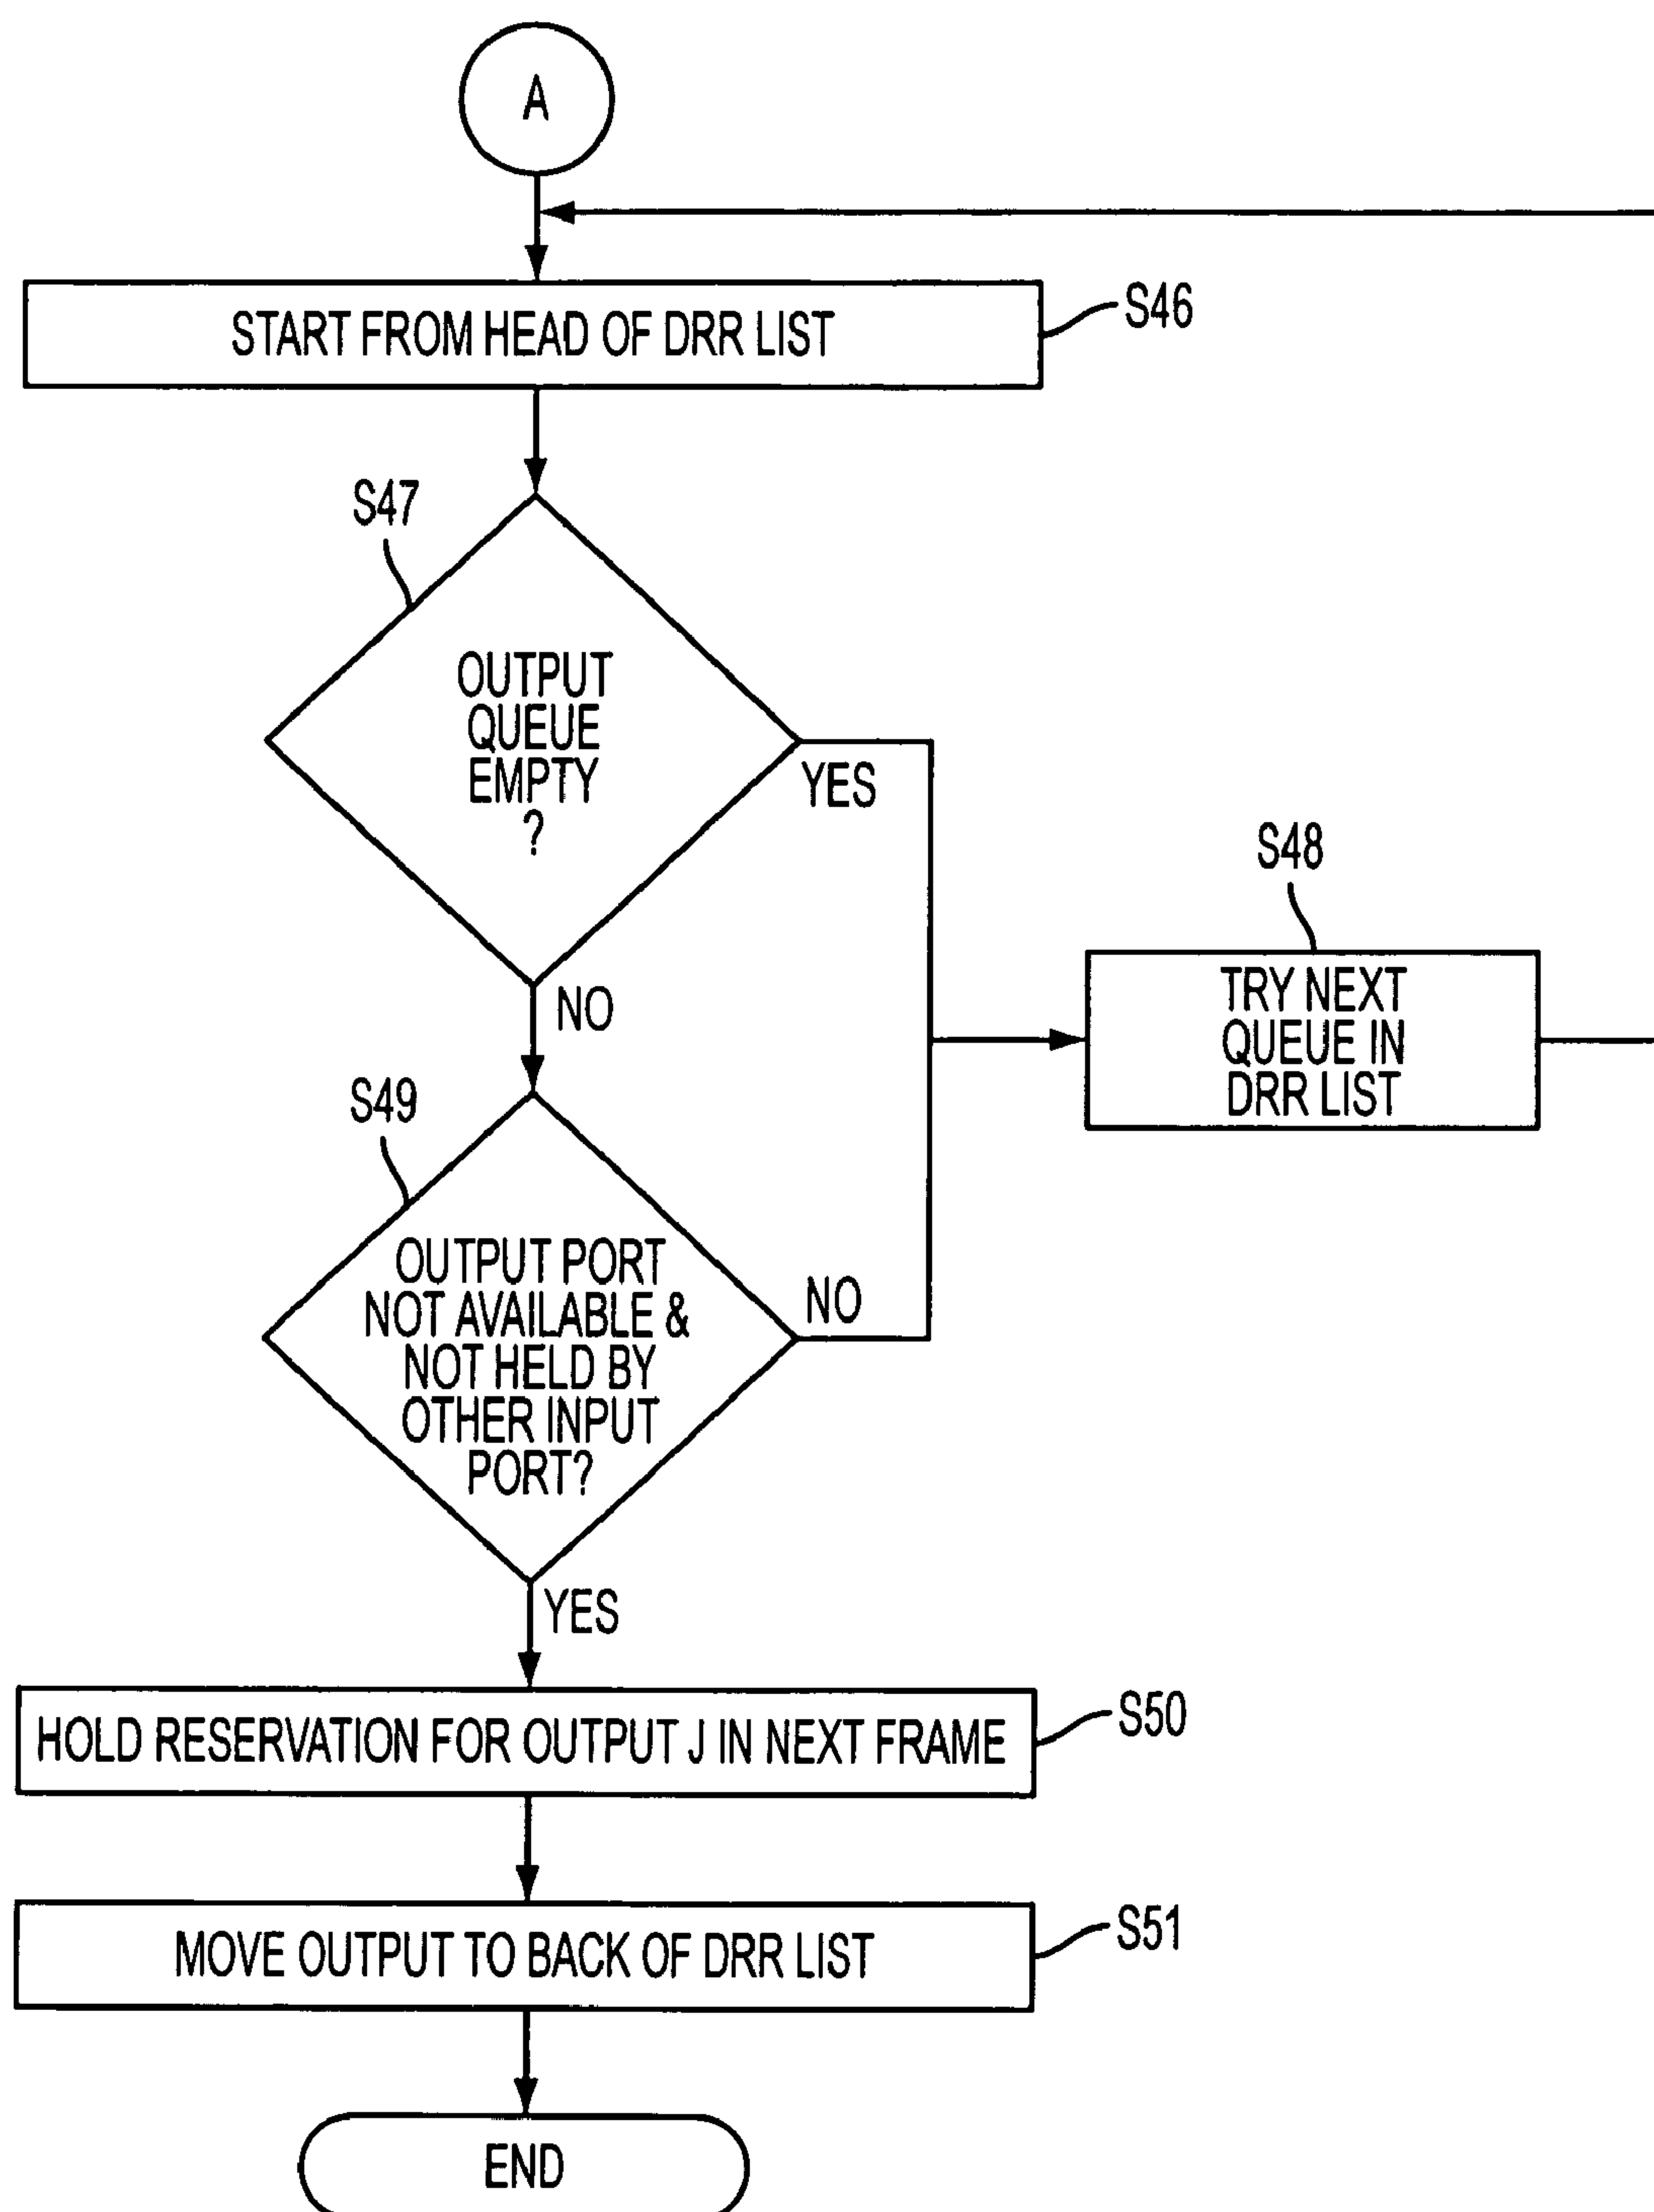 A
START FROM HEAD OF DRR LIST
S46
S47
OUTPUT
QUEUE
EMPTY
?
YES
NO
S48
TRY NEXT
QUEUE IN
DRR LIST
S49
OUTPUT PORT
NOT AVAILABLE &
NOT HELD BY
OTHER INPUT
PORT?
NO
YES
HOLD RESERVATION FOR OUTPUT J IN NEXT FRAME
S50
MOVE OUTPUT TO BACK OF DRR LIST
S51
END